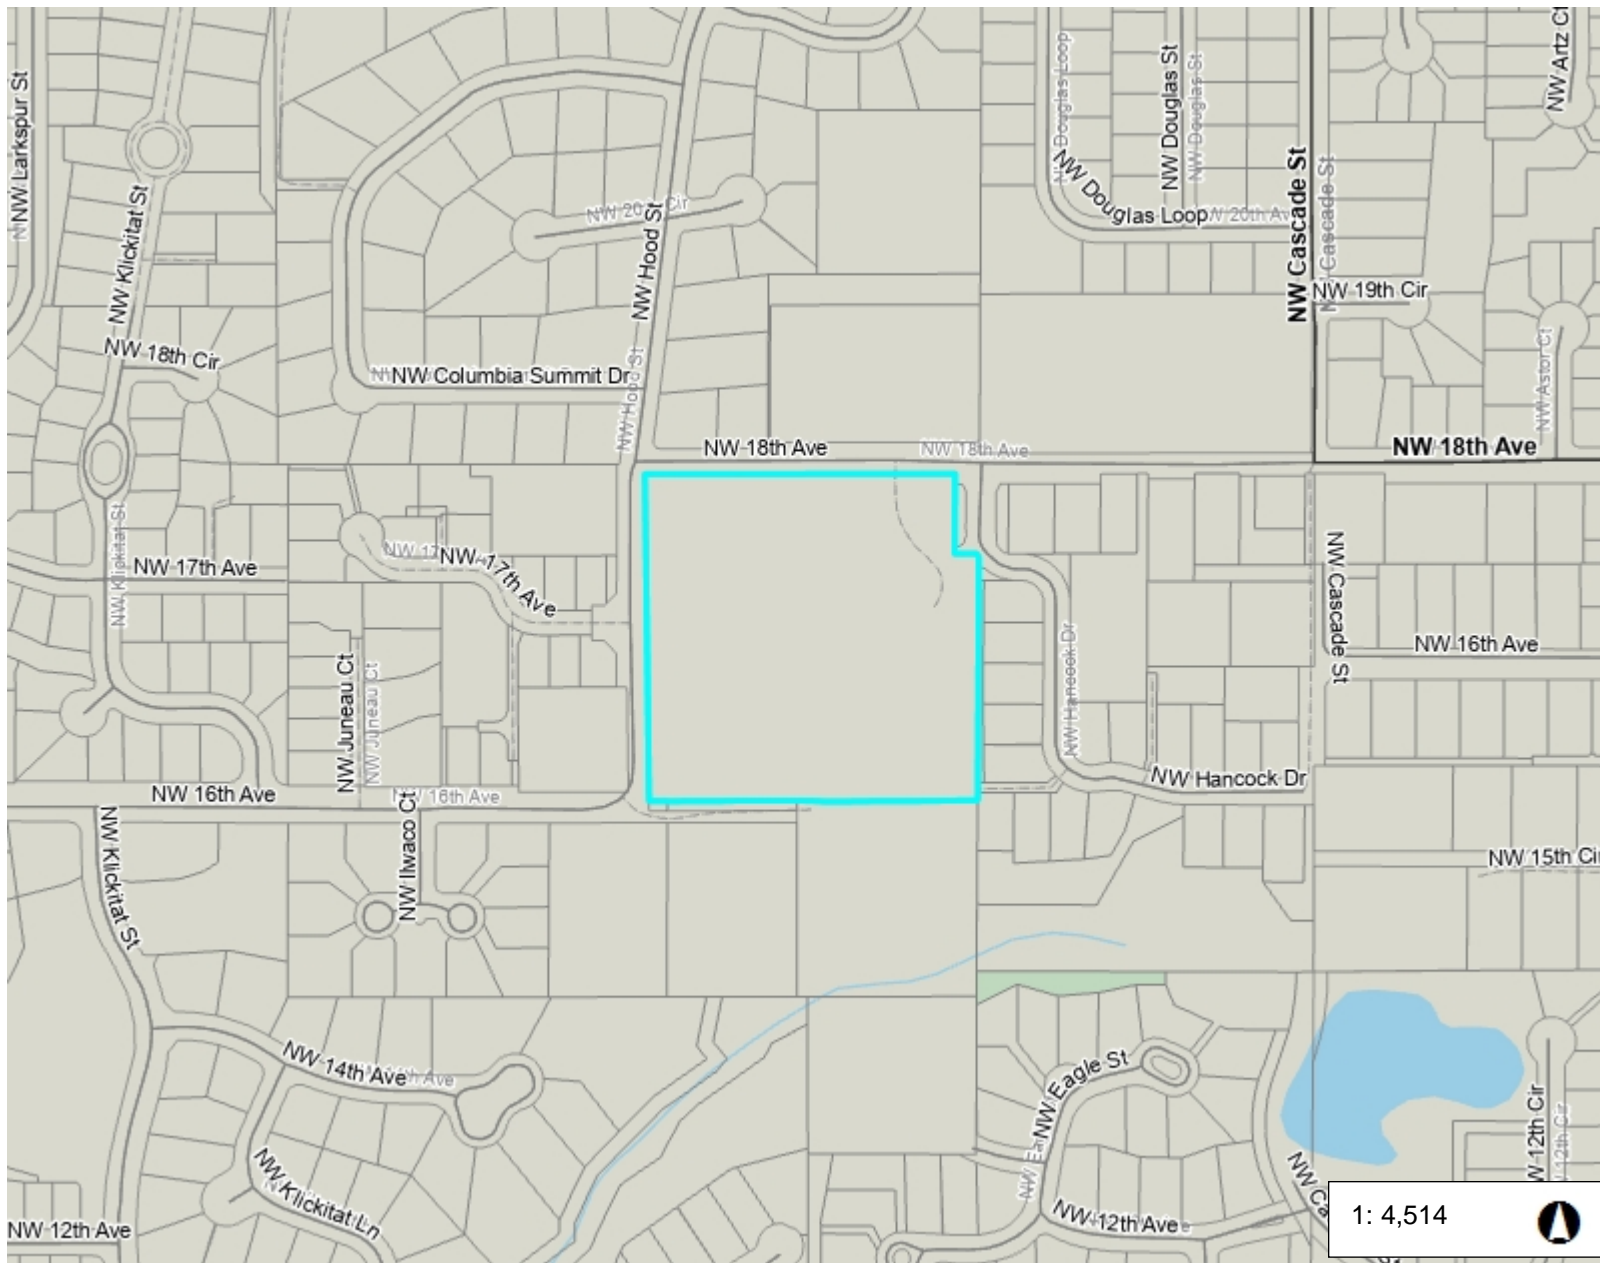 NW Larkspur St
NW Klickitat St
NW 18th Cir
NW 20th Cir
NW Hood St
NW Hood St
NW Columbia Summit Dr
NW Douglas Loop
NW Douglas Loop
NW Douglas St
NW Douglas St
NW 20th Av
NW Cascade St
NW Cascade St
NW Artz Ct
NW 19th Cir
NW Astor Ct
NW 18th Ave
NW 18th Ave
NW 18th Ave
NW Klickitat St
NW 17th Ave
NW 17th Ave
NW Juneau Ct
NW Juneau Ct
NW Hancock Dr
NW Hancock Dr
NW Cascade St
NW 16th Ave
NW 16th Ave
NW 16th Ave
NW Ilwaco Ct
NW Klickitat St
NW 15th Cir
NW 14th Ave
NW Klickitat Ln
NW 12th Ave
NW Eagle St
NW 12th Ave
NW 12th Cir
12th Cir
NW Ca
1: 4,514